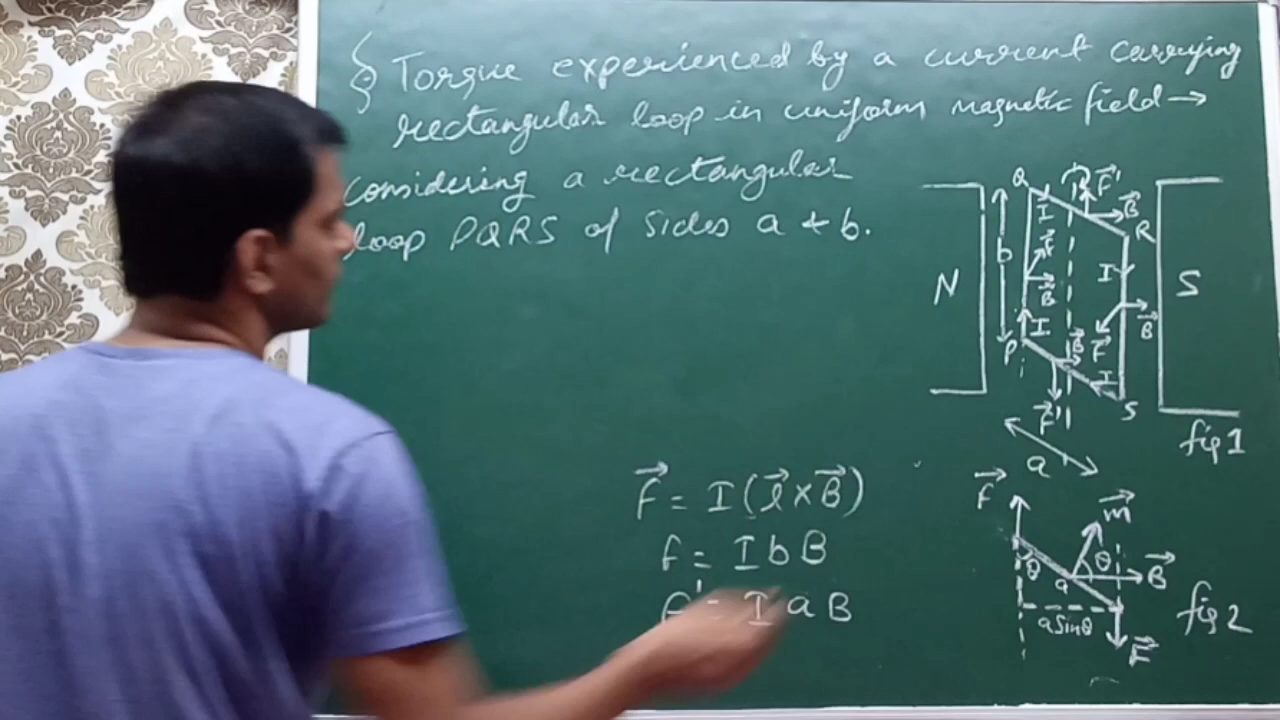 § Torque experienced by a current carrying
rectangular loop in uniform magnetic field →
considering a rectangular
loop PQRS of sides a & b.
F⃗ = I(l⃗ × B⃗)
f = I b B
f' = I a B
Q I F⃗' B⃗ R
b F⃗ I
N B⃗ S
I B⃗
P B⃗ F⃗ I
F⃗' S
a
fig 1
F⃗ m⃗
θ a θ B⃗
a sinθ
F⃗
fig 2